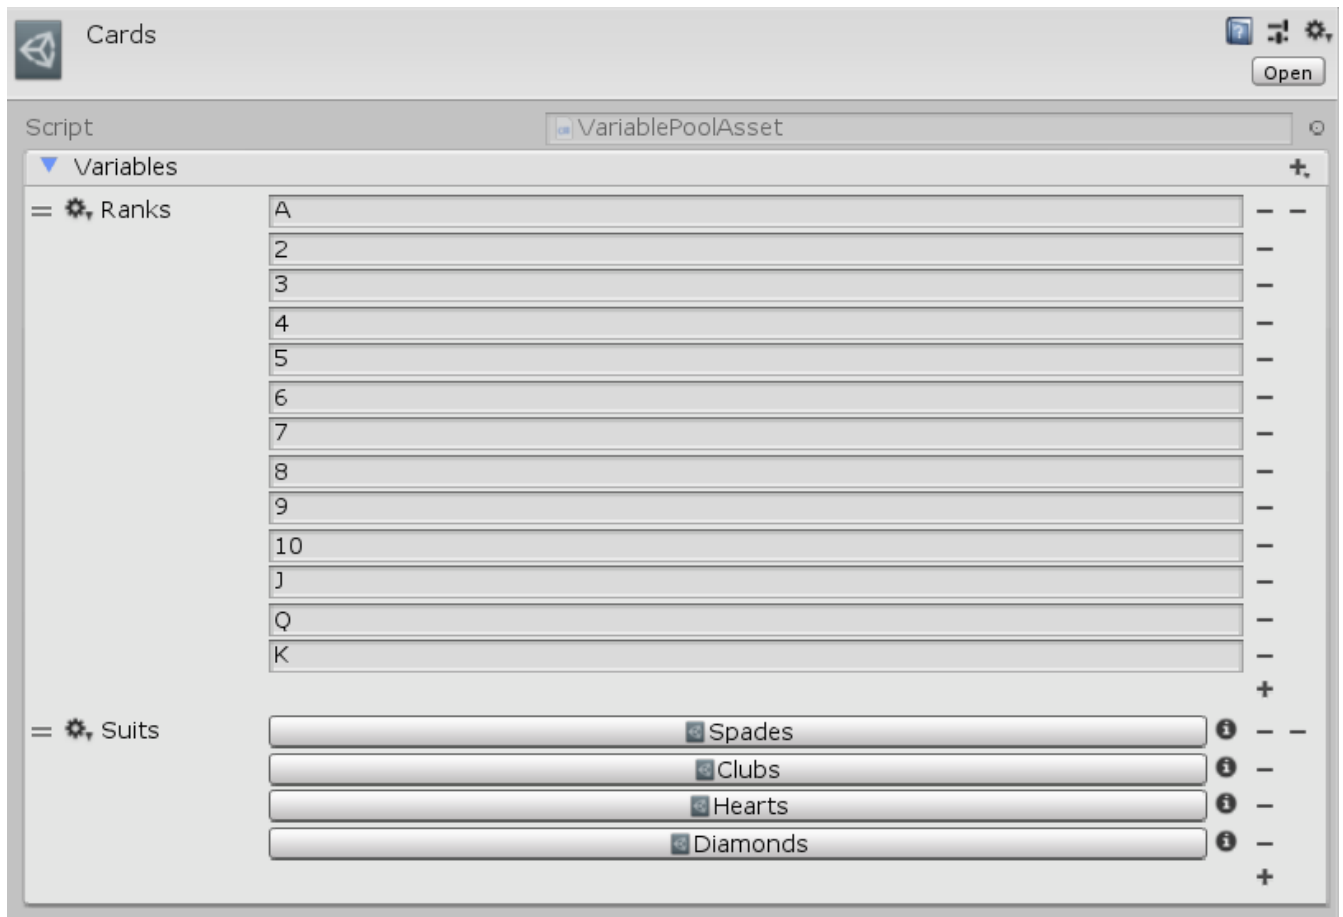 Cards
Open
Script VariablePoolAsset
Variables
Ranks A
2
3
4
5
6
7
8
9
10
J
Q
K
Suits Spades
Clubs
Hearts
Diamonds